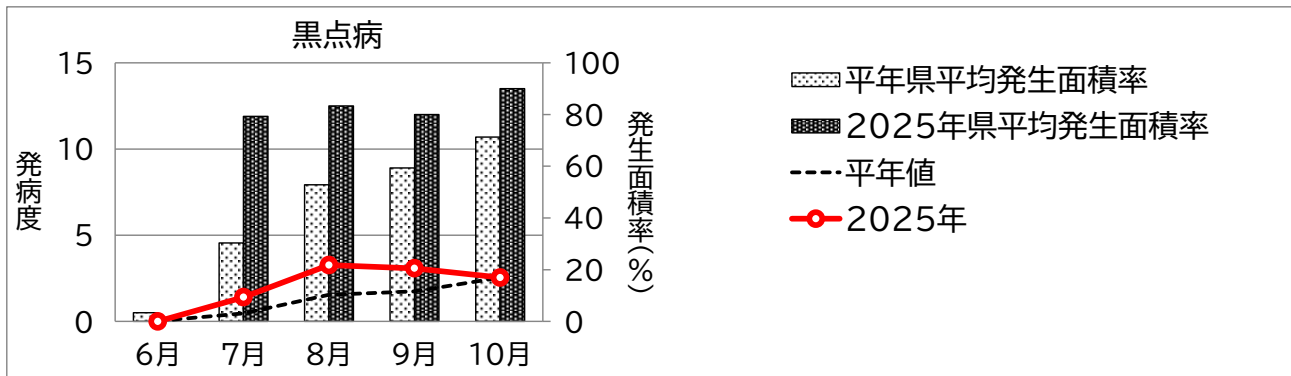 黒点病
15
10
5
0
発病度
100
80
60
40
20
0
発生面積率(%)
6月 7月 8月 9月 10月
平年県平均発生面積率
2025年県平均発生面積率
平年値
2025年